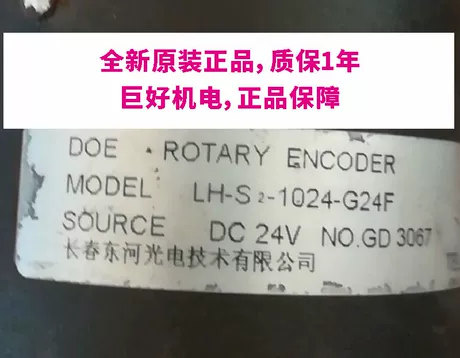 全新原装正品，质保1年
巨好机电，正品保障
DOE ROTARY ENCODER
MODEL LH-S2-1024-G24F
SOURCE DC 24V NO.GD 3067
长春东河光电技术有限公司